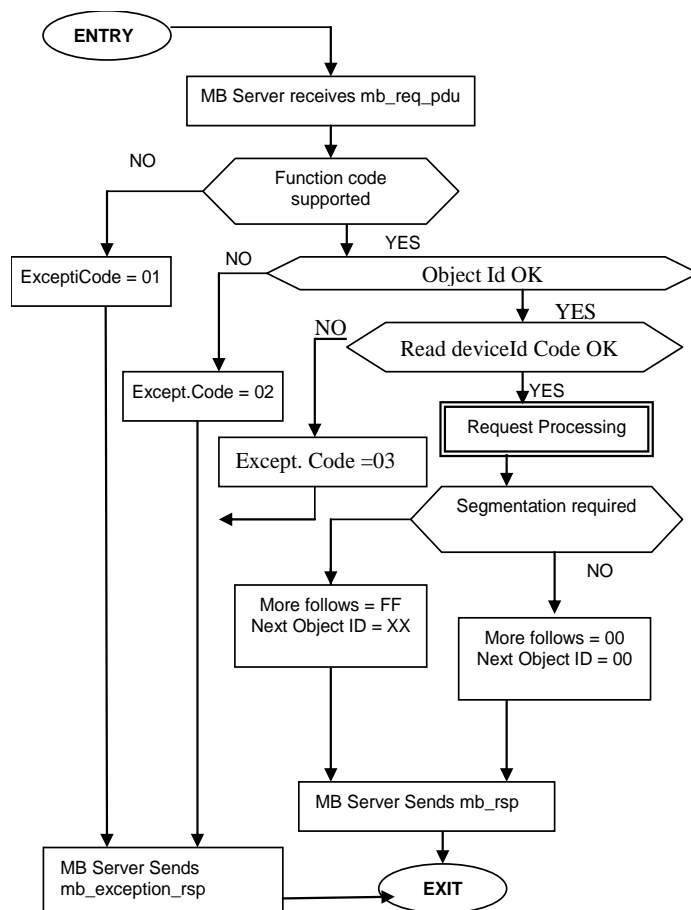 ENTRY
MB Server receives mb_req_pdu
NO
Function code
supported
YES
ExceptiCode = 01
NO
Object Id OK
YES
NO
Read deviceId Code OK
YES
Except.Code = 02
Request Processing
Except. Code =03
Segmentation required
NO
More follows = FF
Next Object ID = XX
More follows = 00
Next Object ID = 00
MB Server Sends mb_rsp
MB Server Sends
mb_exception_rsp
EXIT